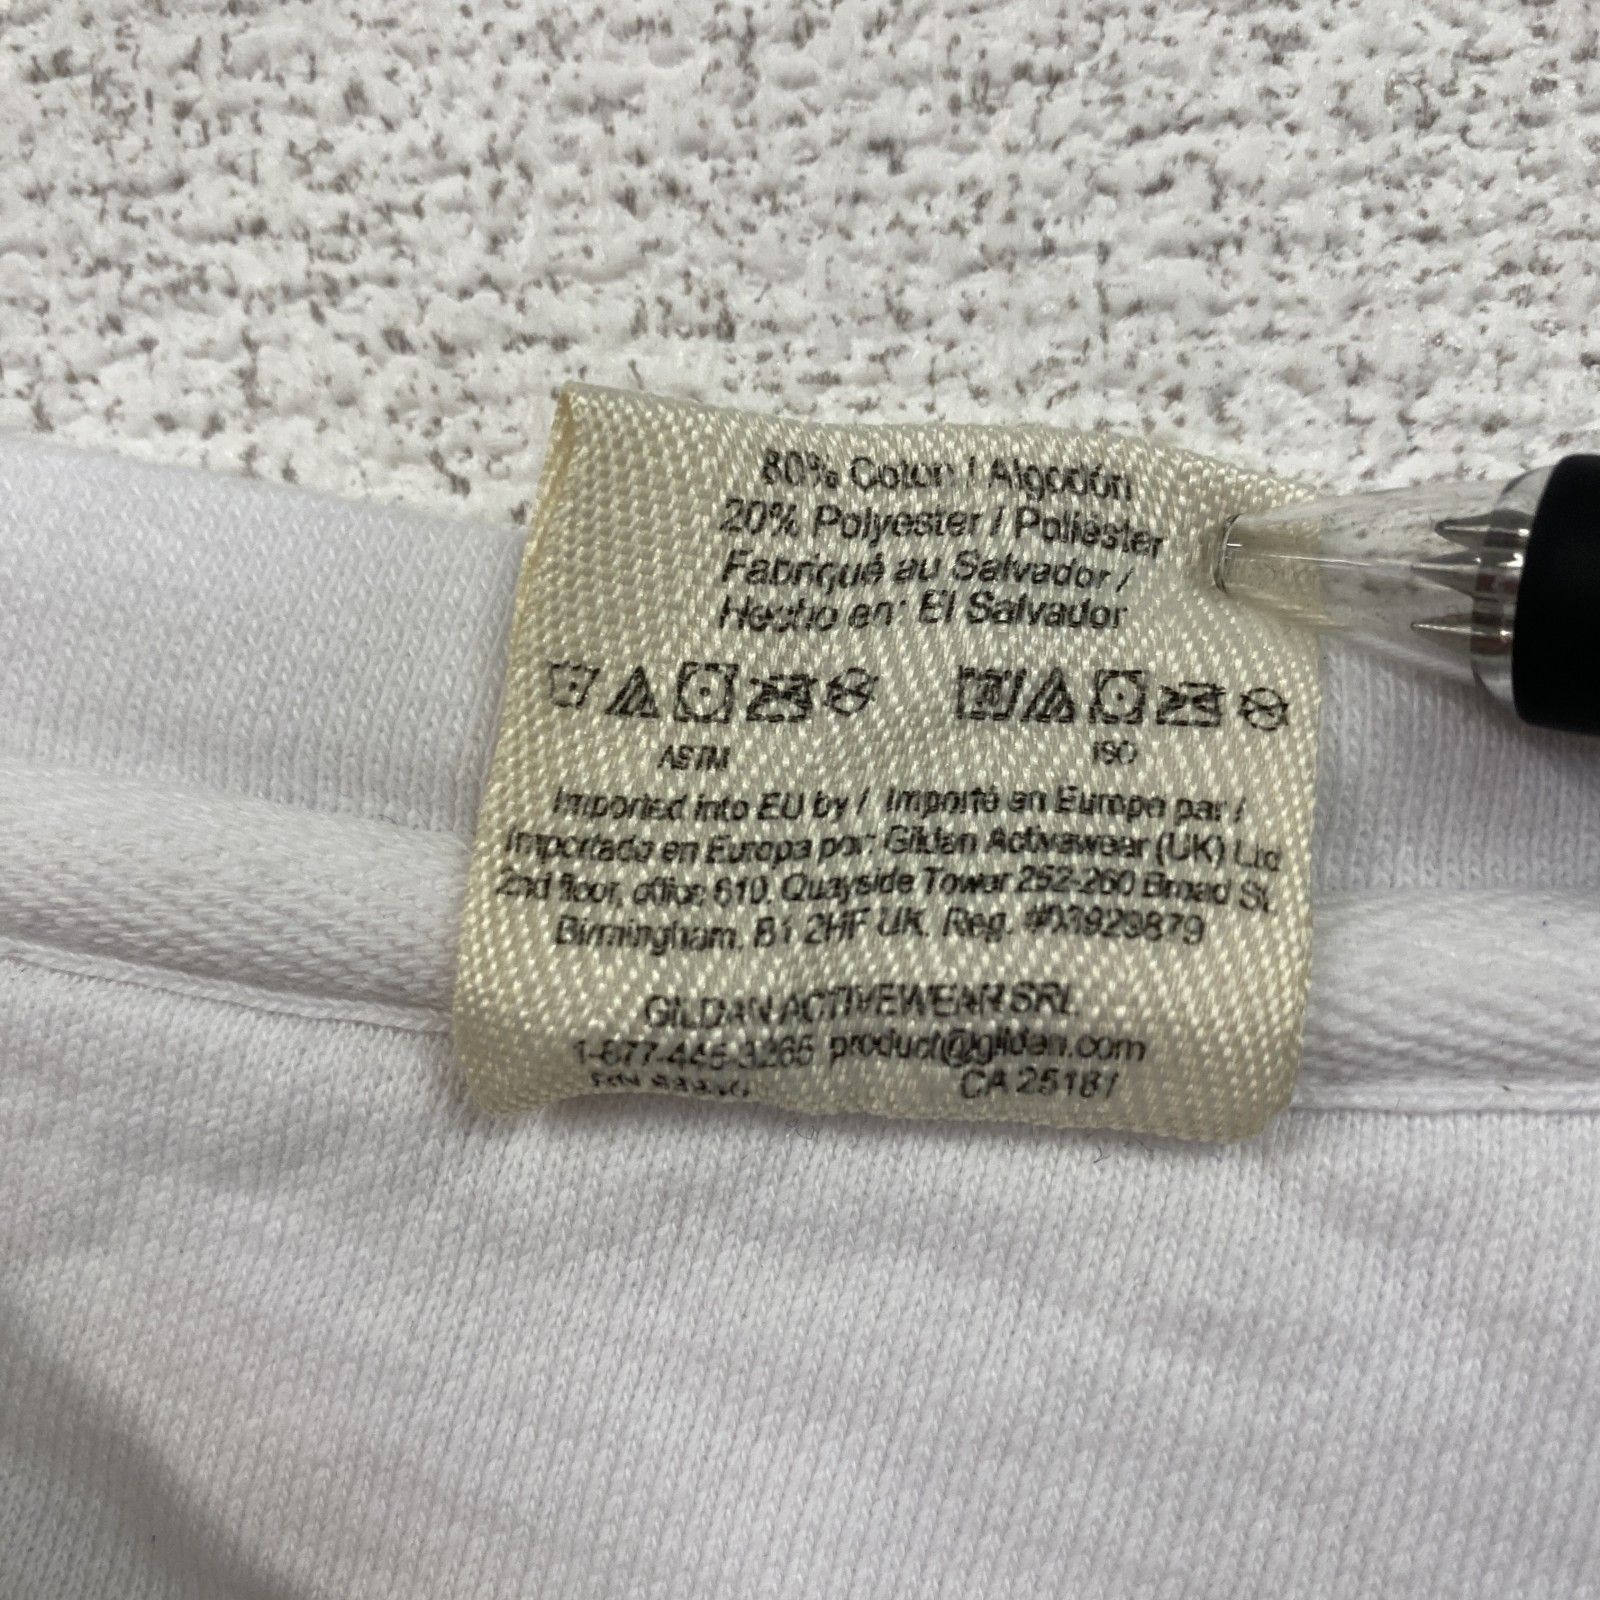 80% Coton / Algodón
20% Polyester / Poliéster
Fabriqué au Salvador /
Hecho en: El Salvador
ASTM
ISO
Imported into EU by / Importé en Europe par /
Importado en Europa por: Gildan Activewear (UK) Ltd
2nd floor, office 610, Quayside Tower 252-260 Broad St.
Birmingham, B1 2HF UK. Reg. #03929879
GILDAN ACTIVEWEAR SRL
1-877-445-3265 product@gildan.com
CA 25181